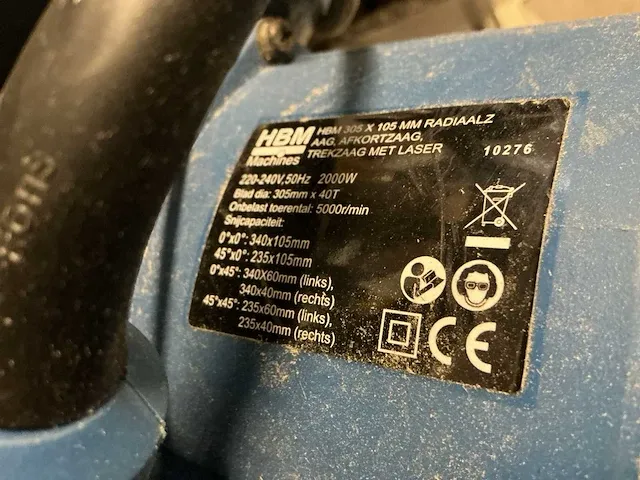 HBM
Machines
HBM 305 X 105 MM RADIAALZ
AAG, AFKORTZAAG,
TREKZAAG MET LASER
10276
220-240V,50Hz 2000W
Blad dia: 305mm x 40T
Onbelast toerental: 5000r/min
Snijcapaciteit:
0°x0°: 340x105mm
45°x0°: 235x105mm
0°x45°: 340X60mm (links),
340x40mm (rechts)
45°x45°: 235x60mm (links),
235x40mm (rechts)
CE